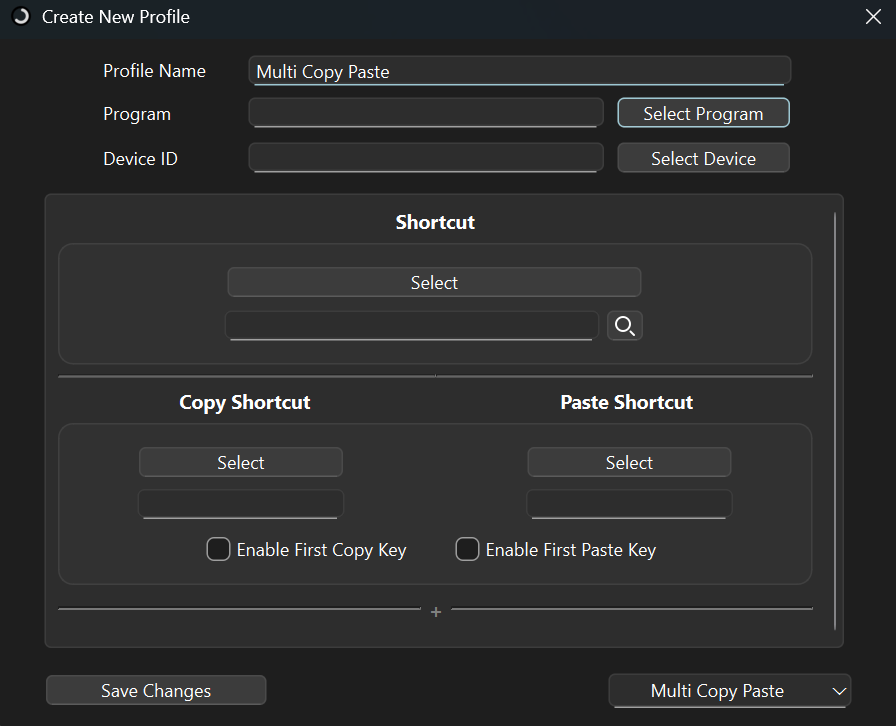 Create New Profile
Profile Name Multi Copy Paste
Program Select Program
Device ID Select Device
Shortcut
Select
Copy Shortcut Paste Shortcut
Select Select
Enable First Copy Key Enable First Paste Key
+
Save Changes Multi Copy Paste